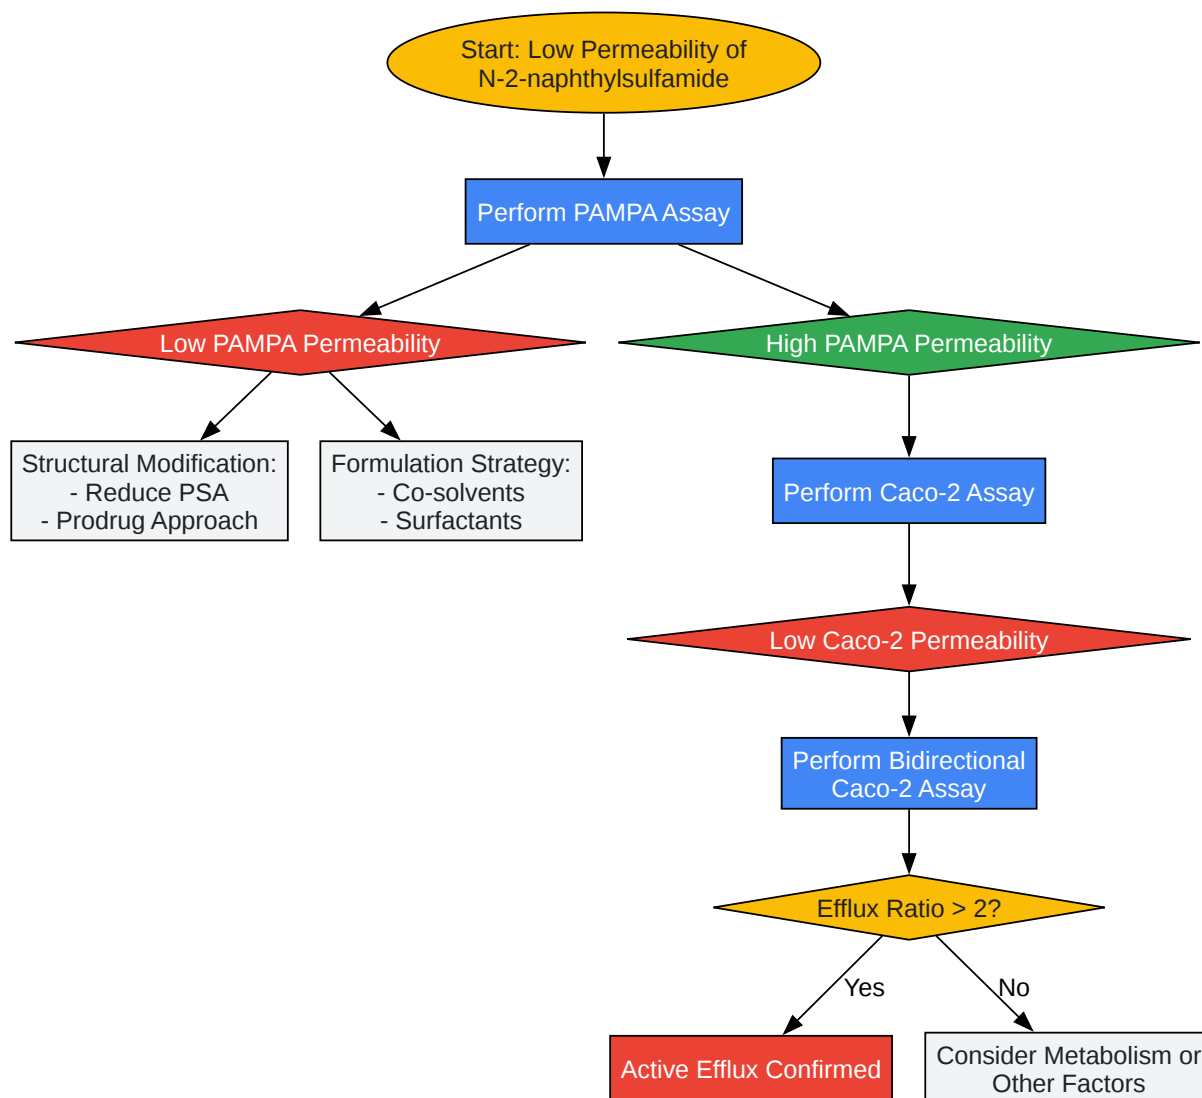 Start: Low Permeability of
N-2-naphthylsulfamide
Perform PAMPA Assay
Low PAMPA Permeability
High PAMPA Permeability
Structural Modification:
- Reduce PSA
- Prodrug Approach
Formulation Strategy:
- Co-solvents
- Surfactants
Perform Caco-2 Assay
Low Caco-2 Permeability
Perform Bidirectional
Caco-2 Assay
Efflux Ratio > 2?
Yes
No
Active Efflux Confirmed
Consider Metabolism or
Other Factors